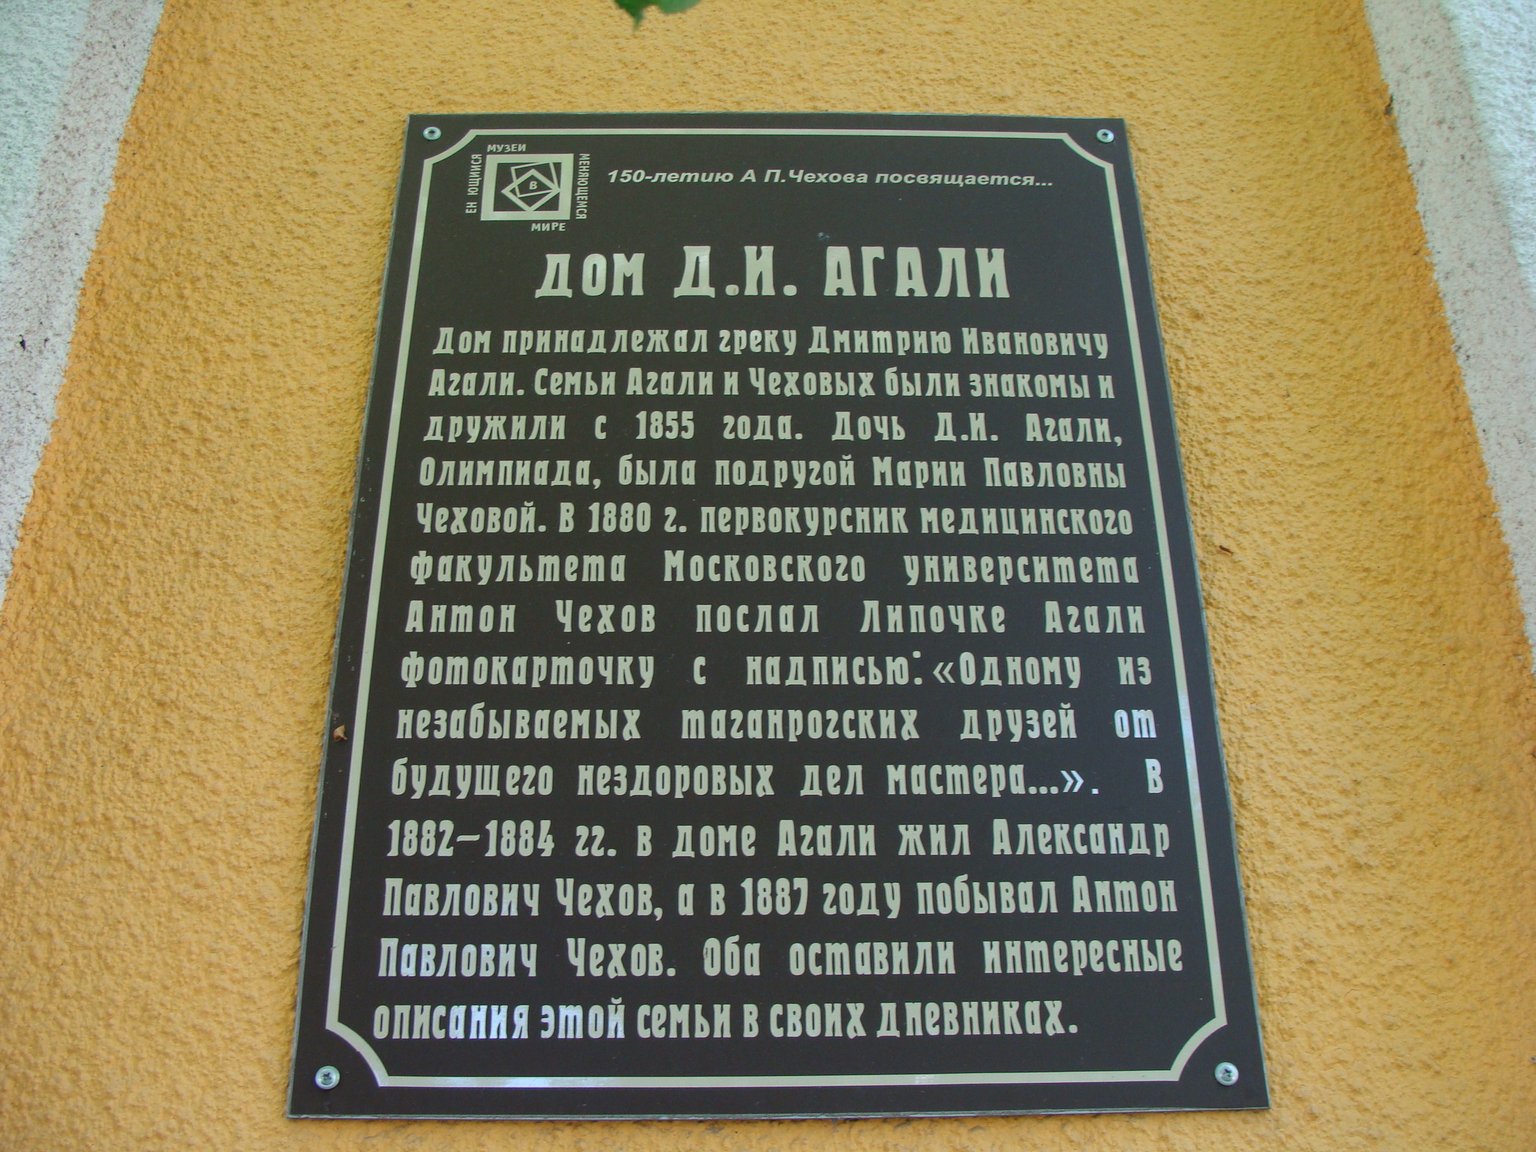 МУЗЕИ
ЕН ЮЩИИСЯ
В
МЕНЯЮЩЕМСЯ
МИРЕ
150-летию А П.Чехова посвящается...
ДОМ Д.И. АГАЛИ
Дом принадлежал греку Дмитрию Ивановичу
Агали. Семьи Агали и Чеховых были знакомы и
дружили с 1855 года. Дочь Д.И. Агали,
Олимпиада, была подругой Марии Павловны
Чеховой. В 1880 г. первокурсник медицинского
факультета Московского университета
Антон Чехов послал Липочке Агали
фотокарточку с надписью: «Одному из
незабываемых таганрогских друзей от
будущего нездоровых дел мастера...». В
1882–1884 гг. в доме Агали жил Александр
Павлович Чехов, а в 1887 году побывал Антон
Павлович Чехов. Оба оставили интересные
описания этой семьи в своих дневниках.